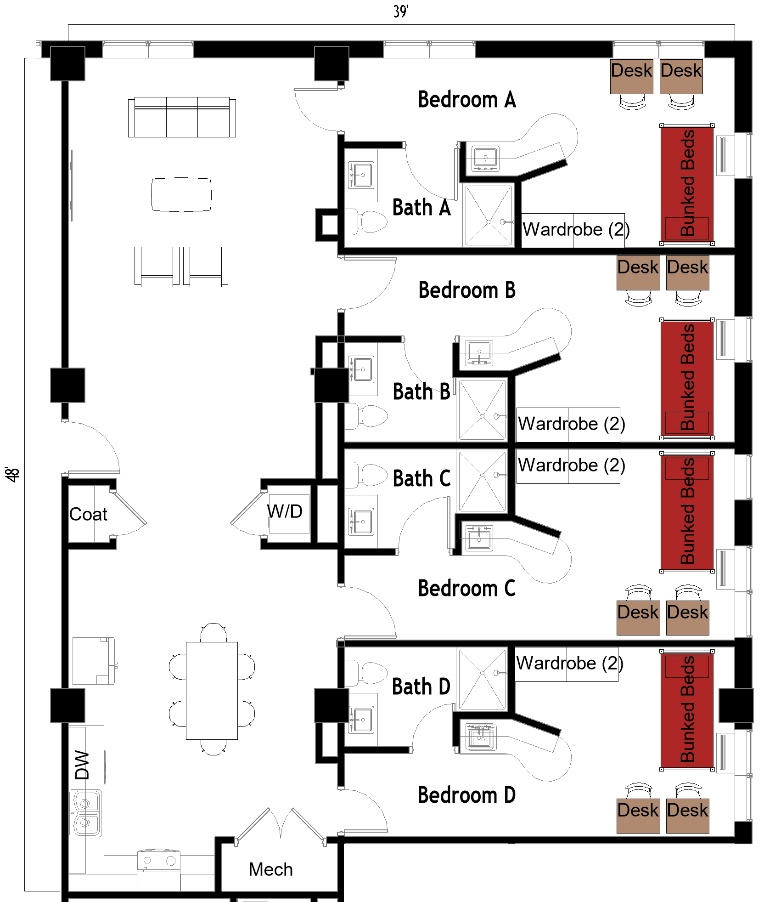 39'
Desk
Desk
Bedroom A
Bunked Beds
Bath A
Wardrobe (2)
Desk
Desk
Bedroom B
Bunked Beds
Bath B
Wardrobe (2)
48'
Coat
W/D
Bath C
Wardrobe (2)
Bunked Beds
Bedroom C
Desk
Desk
Bath D
Wardrobe (2)
Bunked Beds
DW
Bedroom D
Desk
Desk
Mech